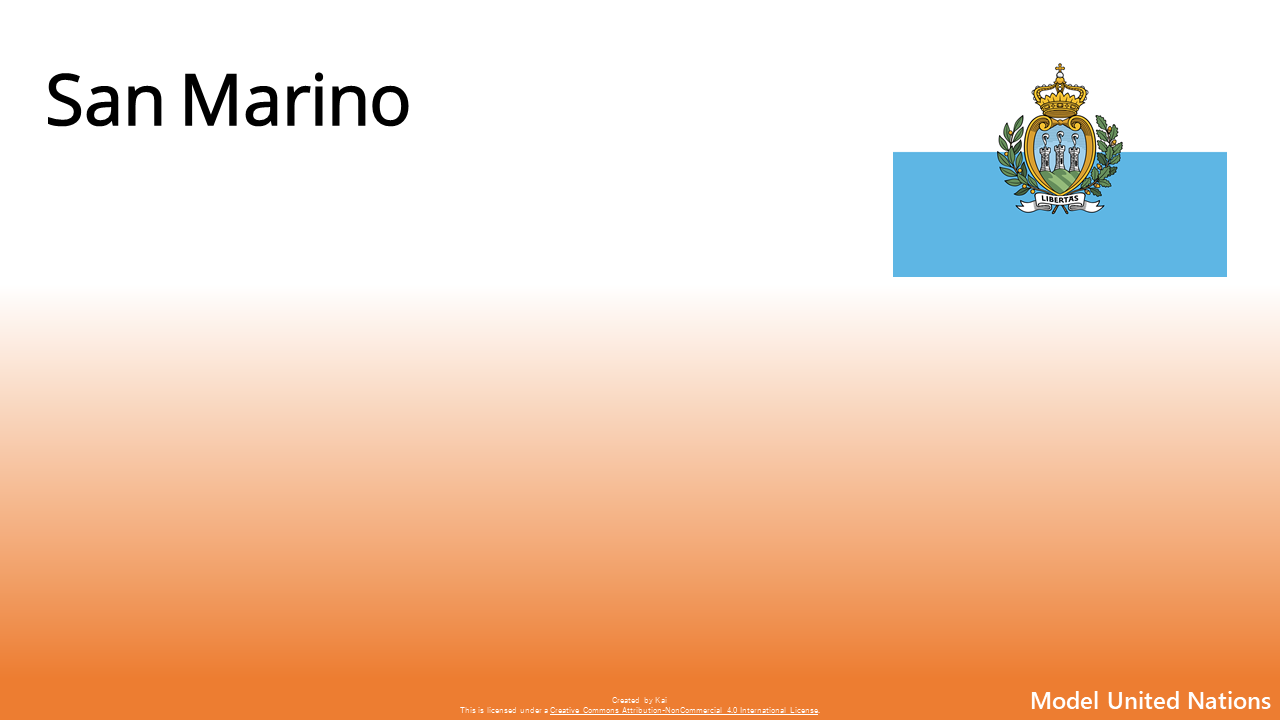 San Marino
LIBERTAS
Created by Kai
This is licensed under a Creative Commons Attribution-NonCommercial 4.0 International License.
Model United Nations